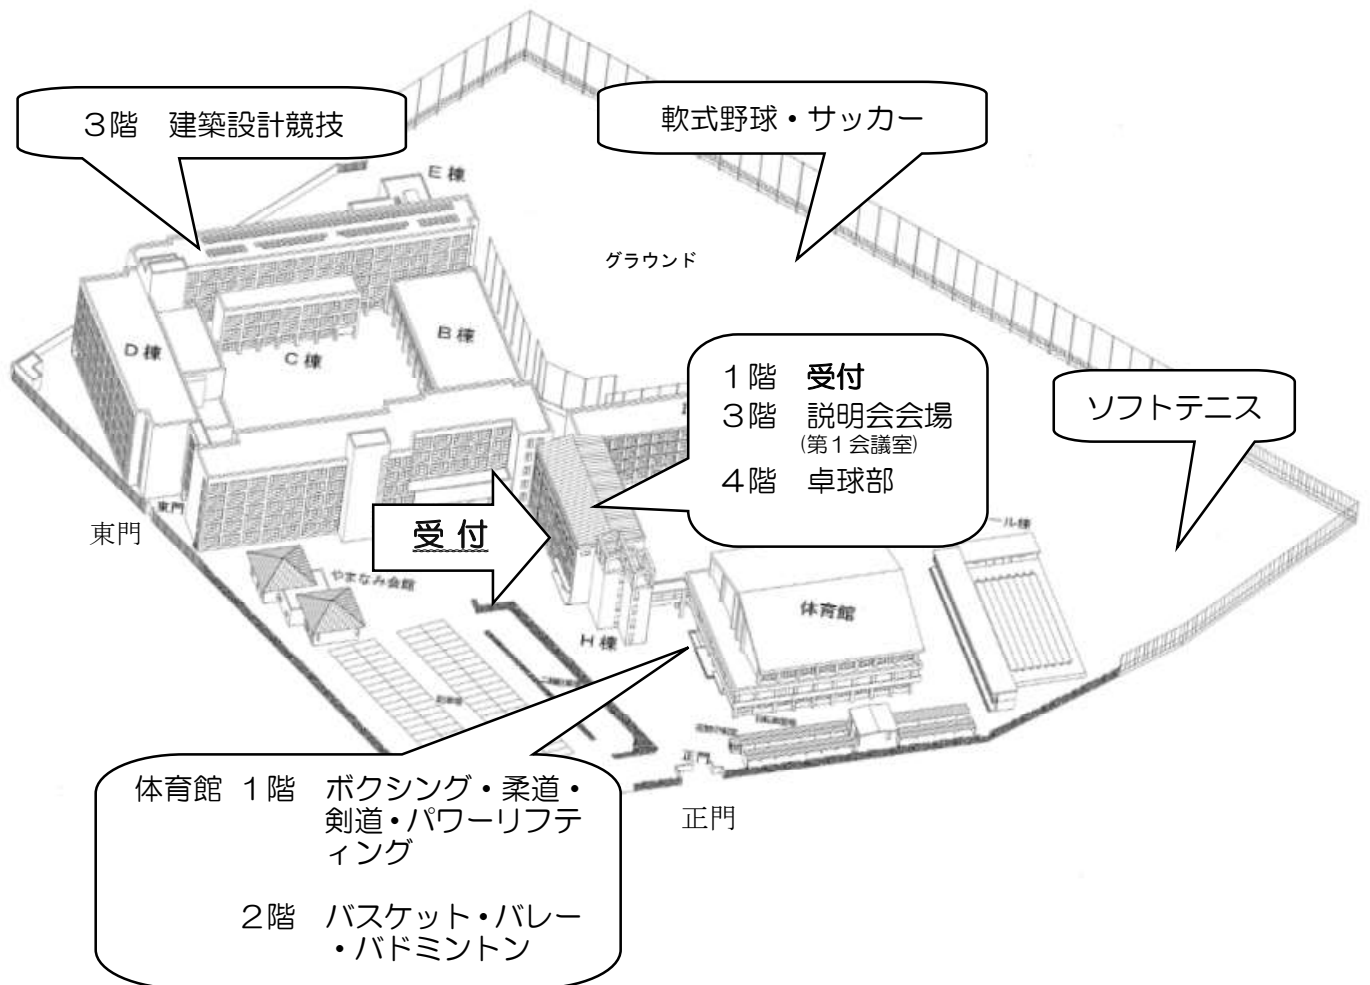 3階 建築設計競技
軟式野球・サッカー
E棟
グラウンド
D棟
C棟
B棟
1階 受付
3階 説明会会場
(第1会議室)
4階 卓球部
ソフトテニス
東門
東門
受付
やまなみ会館
ール棟
体育館
H棟
正門
正門
体育館 1階 ボクシング・柔道・
剣道・パワーリフテ
ィング
2階 バスケット・バレー
・バドミントン